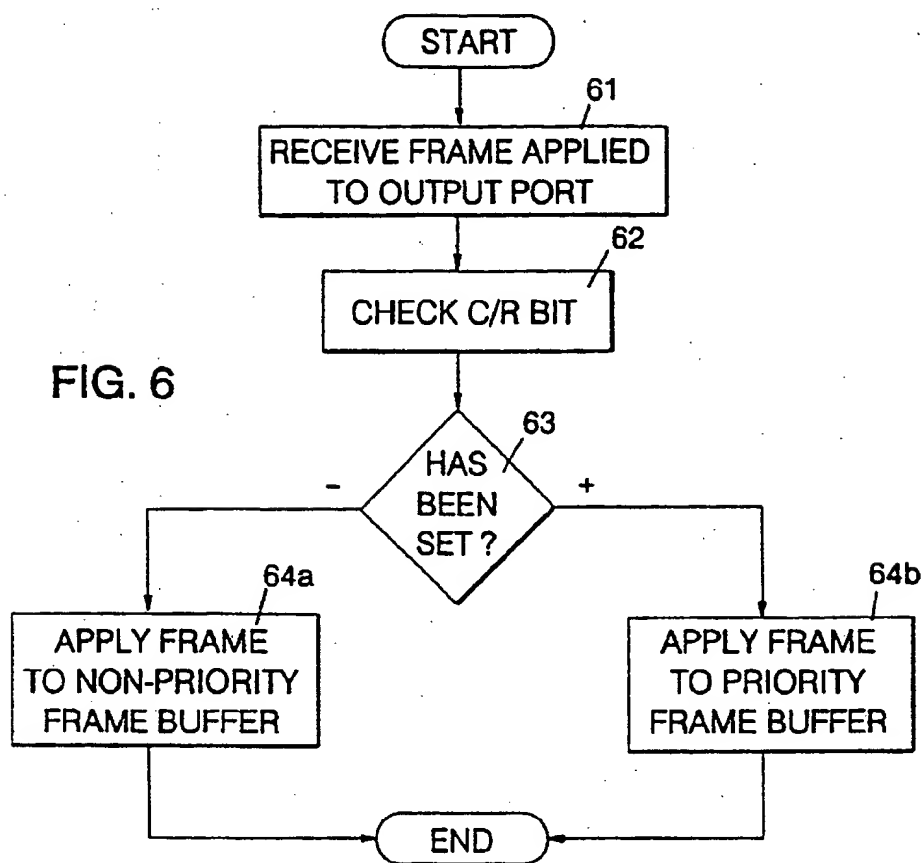 START
61
RECEIVE FRAME APPLIED
TO OUTPUT PORT
62
CHECK C/R BIT
FIG. 6
63
HAS
BEEN
SET ?
-
+
64a
APPLY FRAME
TO NON-PRIORITY
FRAME BUFFER
64b
APPLY FRAME
TO PRIORITY
FRAME BUFFER
END